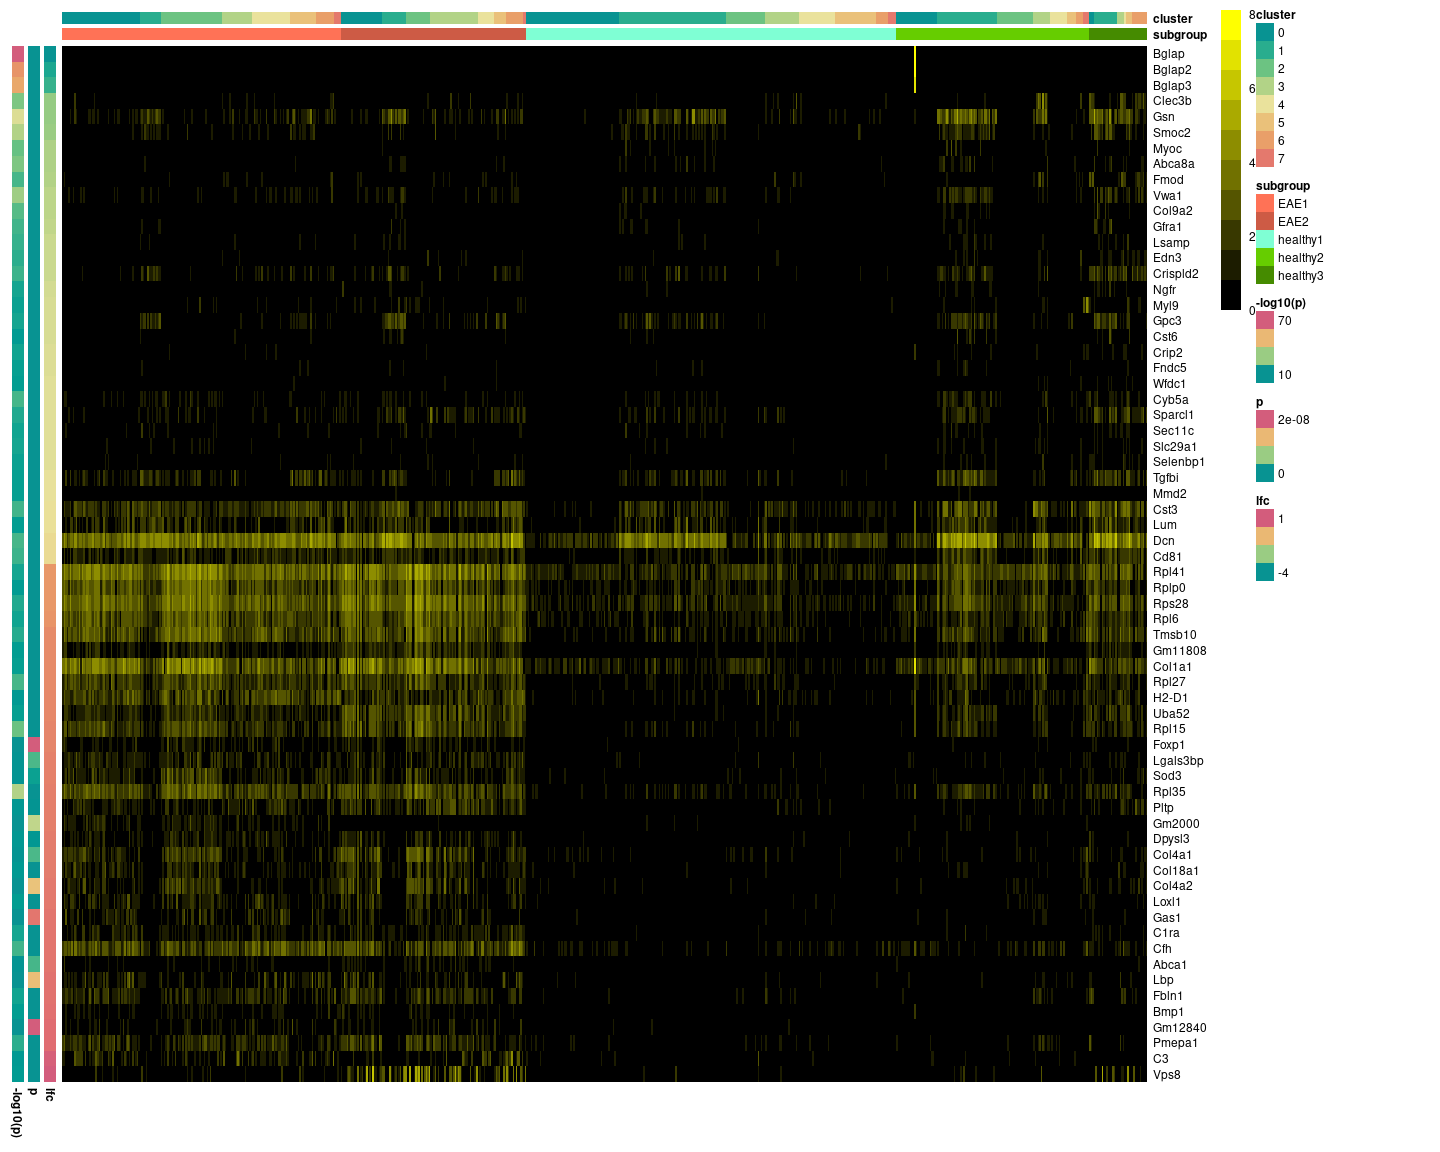 cluster
subgroup
Bglap
Bglap2
Bglap3
Clec3b
Gsn
Smoc2
Myoc
Abca8a
Fmod
Vwa1
Col9a2
Gfra1
Lsamp
Edn3
Crispld2
Ngfr
Myl9
Gpc3
Cst6
Crip2
Fndc5
Wfdc1
Cyb5a
Sparcl1
Sec11c
Slc29a1
Selenbp1
Tgfbi
Mmd2
Cst3
Lum
Dcn
Cd81
Rpl41
Rplp0
Rps28
Rpl6
Tmsb10
Gm11808
Col1a1
Rpl27
H2-D1
Uba52
Rpl15
Foxp1
Lgals3bp
Sod3
Rpl35
Pltp
Gm2000
Dpysl3
Col4a1
Col18a1
Col4a2
Loxl1
Gas1
C1ra
Cfh
Abca1
Lbp
Fbln1
Bmp1
Gm12840
Pmepa1
C3
Vps8
-log10(p)
p
lfc
8
6
4
2
0
cluster
0
1
2
3
4
5
6
7
subgroup
EAE1
EAE2
healthy1
healthy2
healthy3
-log10(p)
70
10
p
2e-08
0
lfc
1
-4